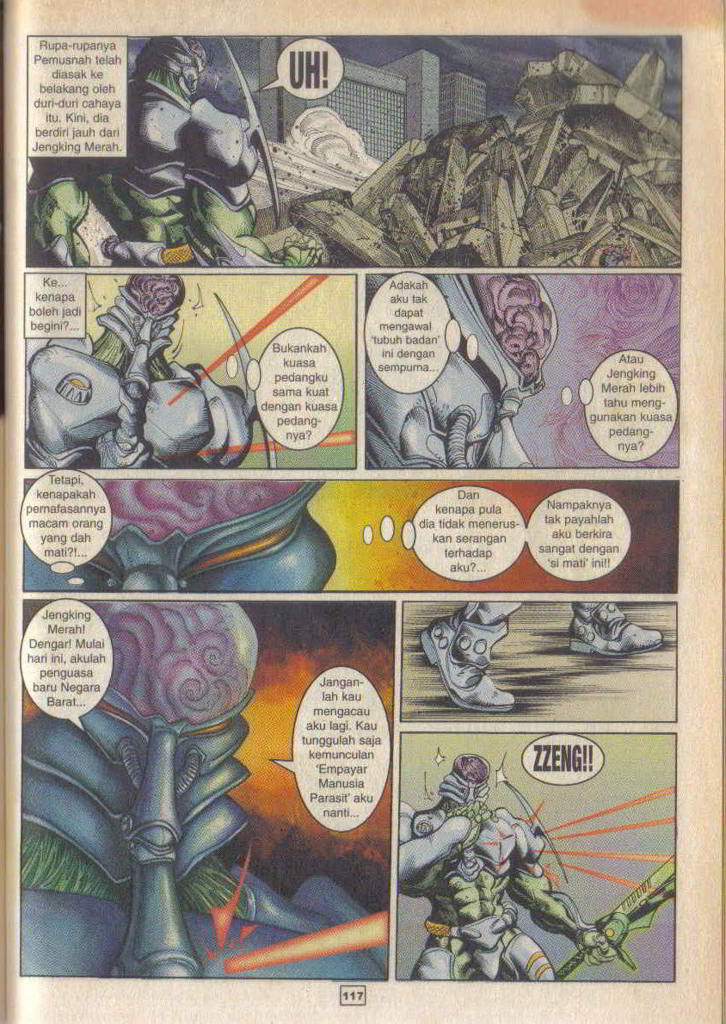 Rupa-rupanya
Pemusnah telah
diasak ke
belakang oleh
duri-duri cahaya
itu. Kini, dia
berdiri jauh dari
Jengking Merah.
UH!
Ke...
kenapa
boleh jadi
begini?...
Bukankah
kuasa
pedangku
sama kuat
dengan kuasa
pedang-
nya?
Adakah
aku tak
dapat
mengawal
'tubuh badan'
ini dengan
sempurna...
Atau
Jengking
Merah lebih
tahu meng-
gunakan kuasa
pedang-
nya?
Tetapi,
kenapakah
pernafasannya
macam orang
yang dah
mati?!...
Dan
kenapa pula
dia tidak menerus-
kan serangan
terhadap
aku?...
Nampaknya
tak payahlah
aku berkira
sangat dengan
'si mati' ini!!
Jengking
Merah!
Dengar! Mulai
hari ini, akulah
penguasa
baru Negara
Barat...
Jangan-
lah kau
mengacau
aku lagi. Kau
tunggulah saja
kemunculan
'Empayar
Manusia
Parasit' aku
nanti...
ZZENG!!
117